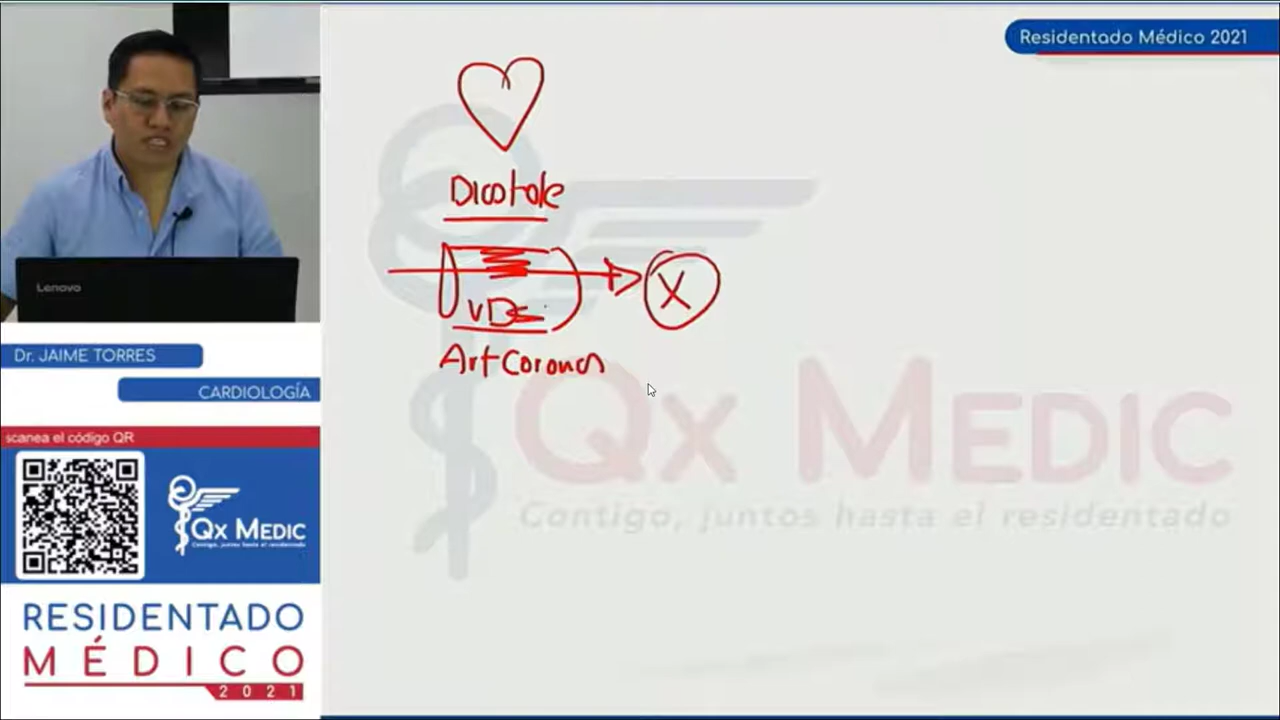 Residentado Médico 2021
Diastole
X
VD
Art Corona
Lenovo
Dr. JAIME TORRES
CARDIOLOGÍA
scanea el código QR
QX MEDIC
Contigo, juntos hasta el residentado
RESIDENTADO
MÉDICO
2021
QX MEDIC
Contigo, juntos hasta el residentado